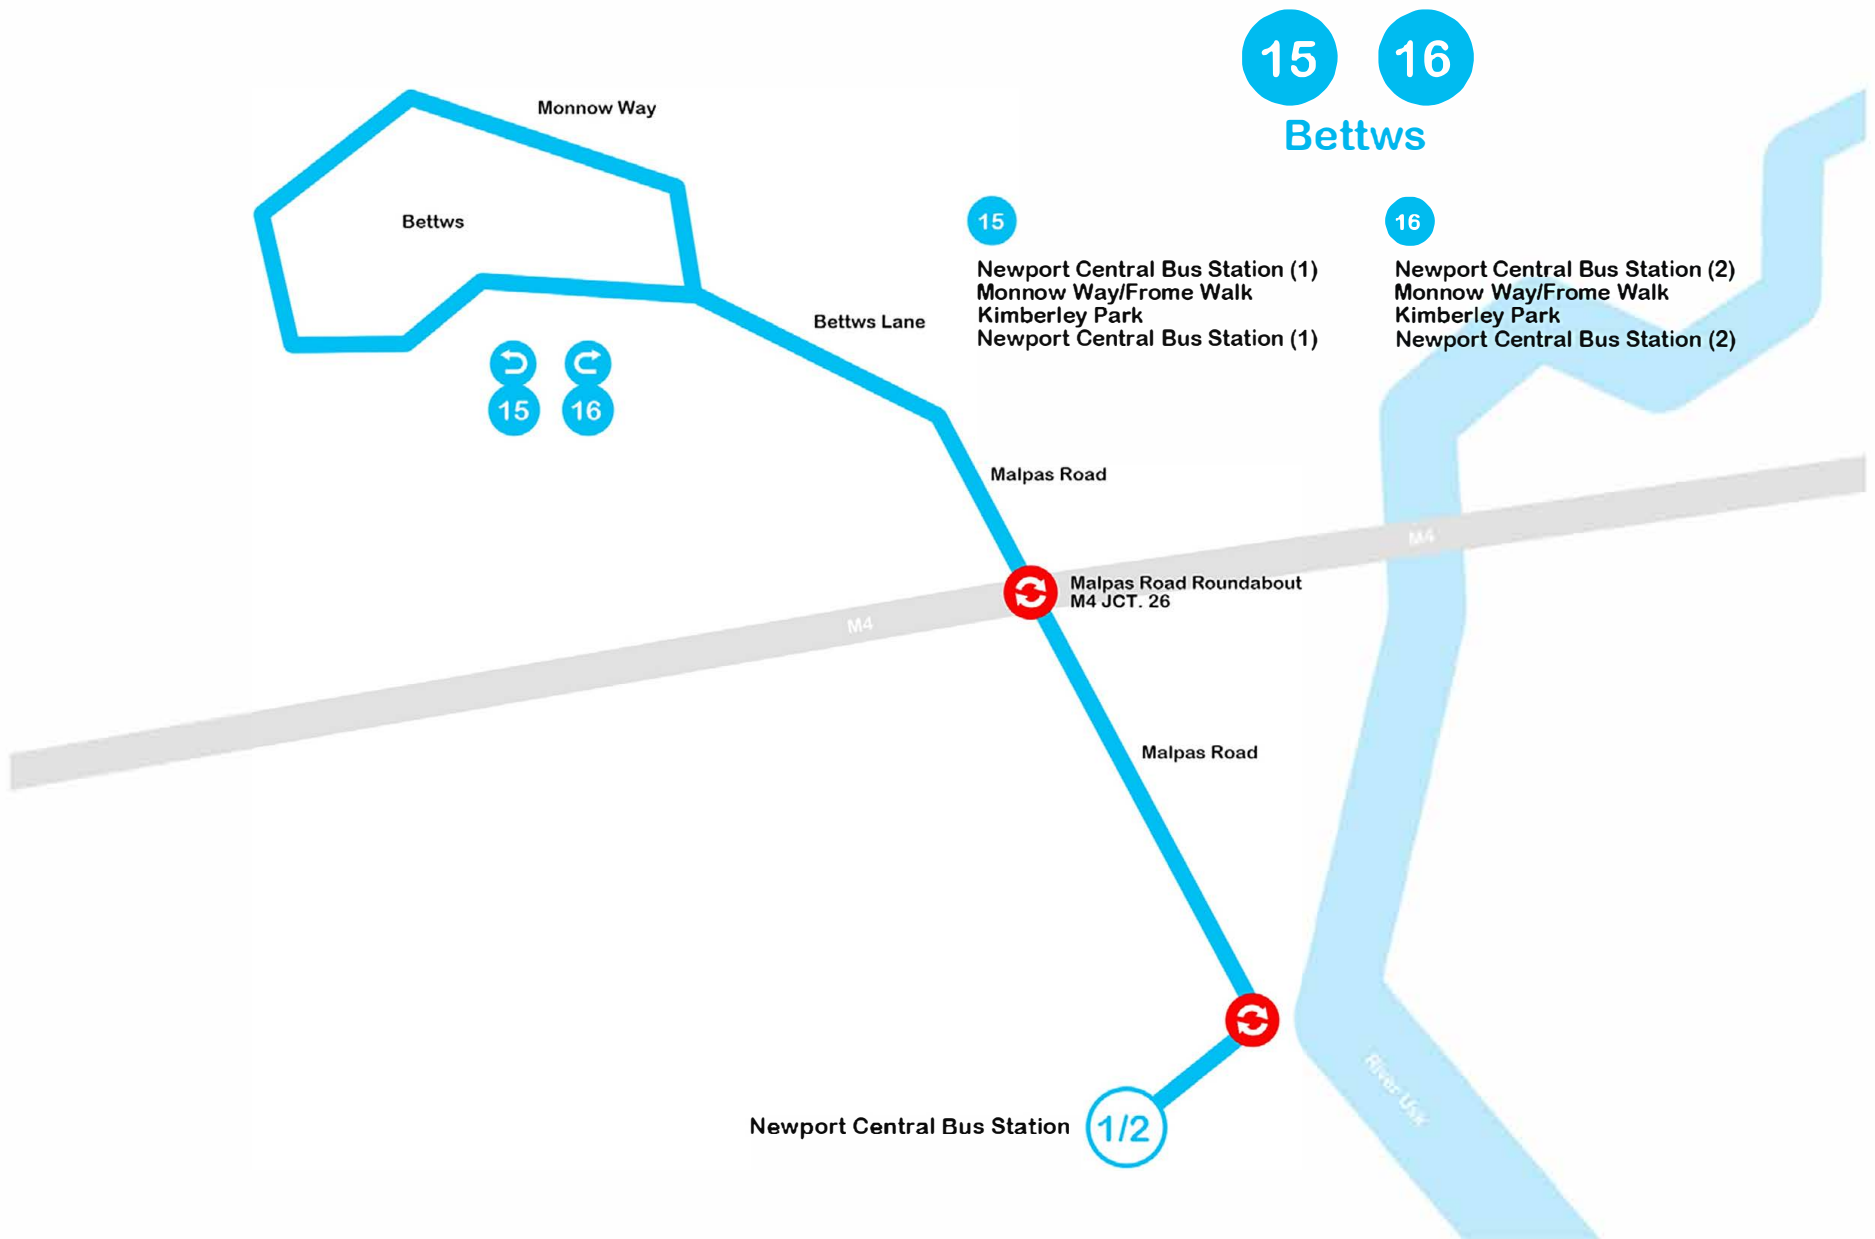 15 16
Bettws
Monnow Way
Bettws
Bettws Lane
15
Newport Central Bus Station (1)
Monnow Way/Frome Walk
Kimberley Park
Newport Central Bus Station (1)
16
Newport Central Bus Station (2)
Monnow Way/Frome Walk
Kimberley Park
Newport Central Bus Station (2)
15 16
Malpas Road
M4
Malpas Road Roundabout
M4 JCT. 26
M4
Malpas Road
River Usk
Newport Central Bus Station
1/2